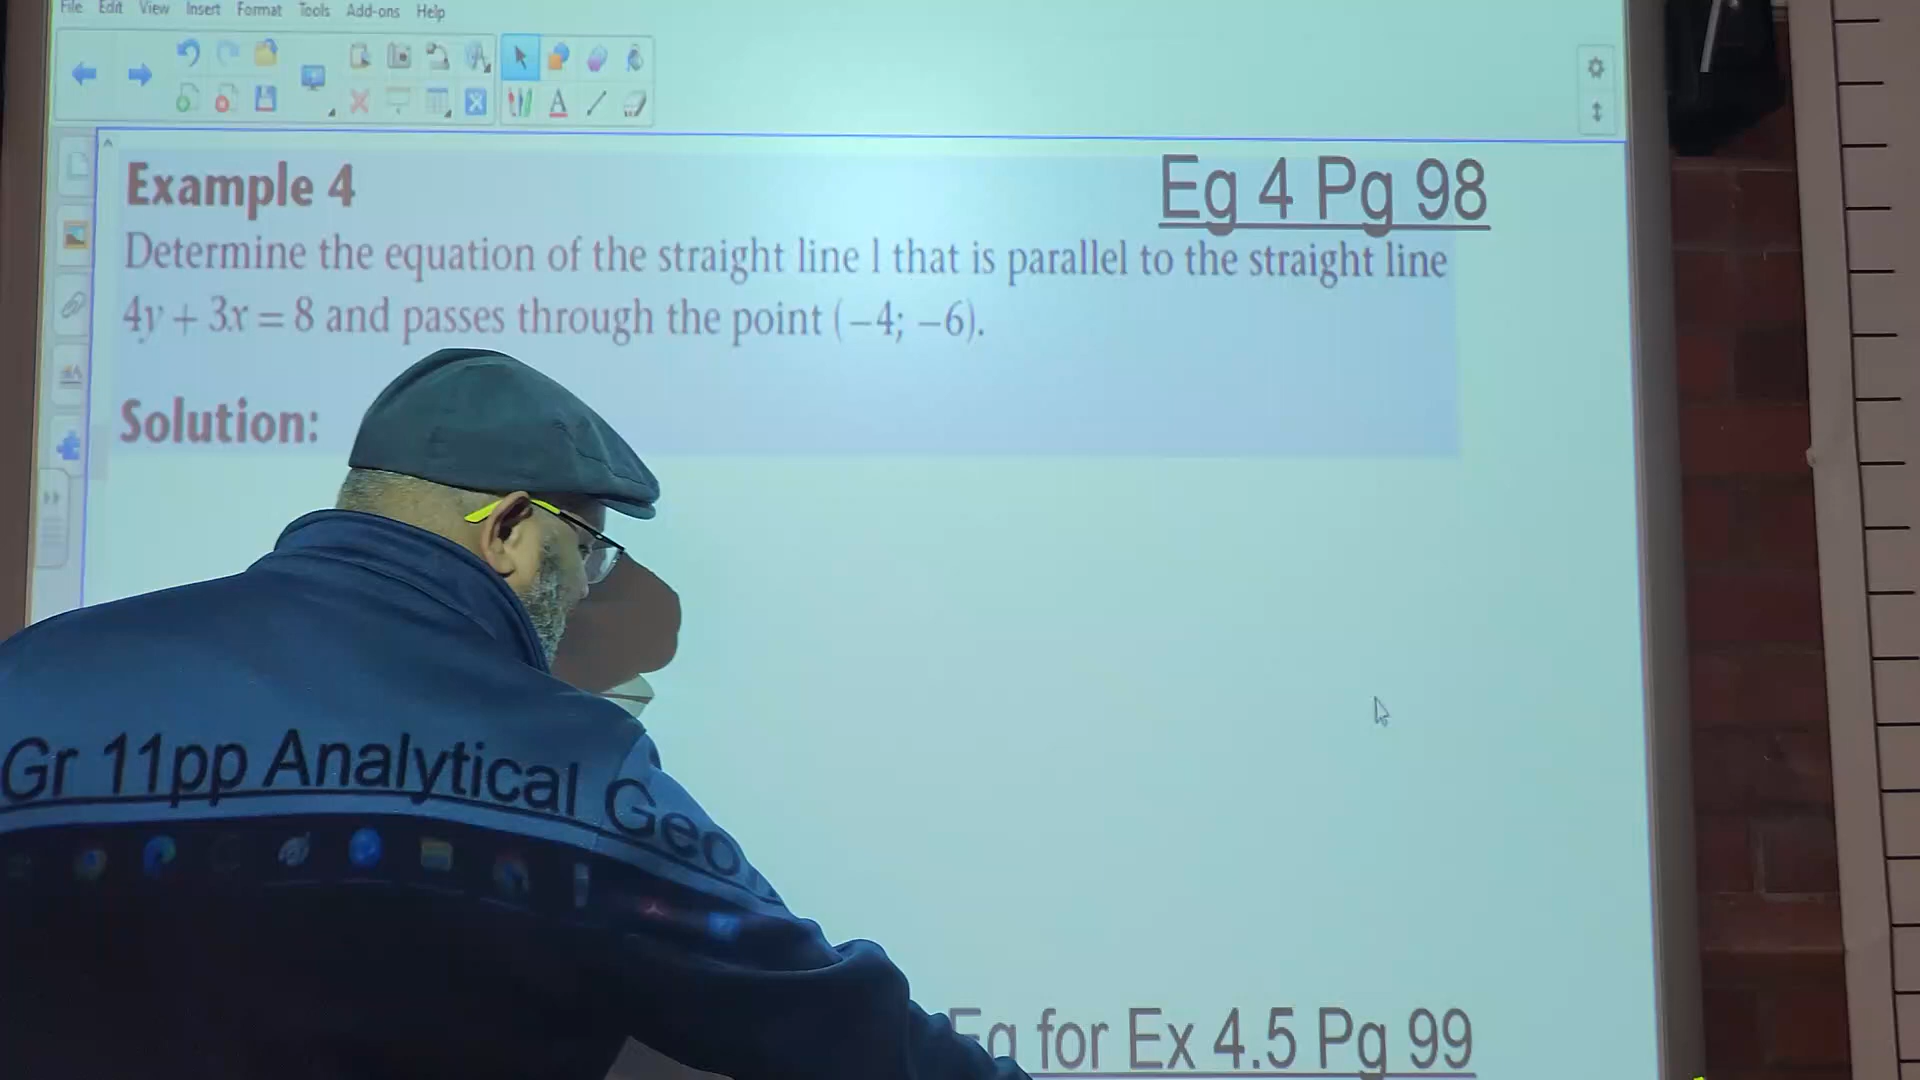 File Edit View Insert Format Tools Add-ons Help
Example 4
Eg 4 Pg 98
Determine the equation of the straight line l that is parallel to the straight line
4y + 3x = 8 and passes through the point (−4; −6).
Solution:
Gr 11pp Analytical Geo
Eg for Ex 4.5 Pg 99